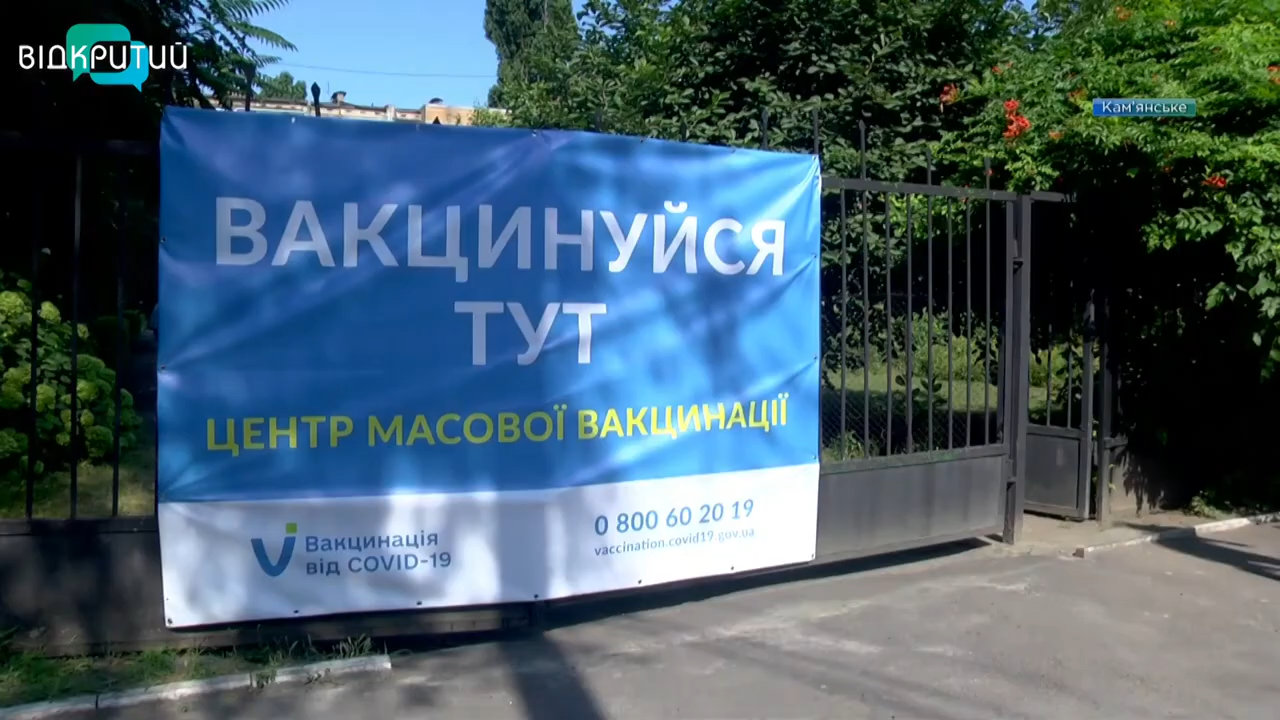 ВІДКРИТИЙ
Кам'янське
ВАКЦИНУЙСЯ
ТУТ
ЦЕНТР МАСОВОЇ ВАКЦИНАЦІЇ
Вакцинація
від COVID-19
0 800 60 20 19
vaccination.covid19.gov.ua